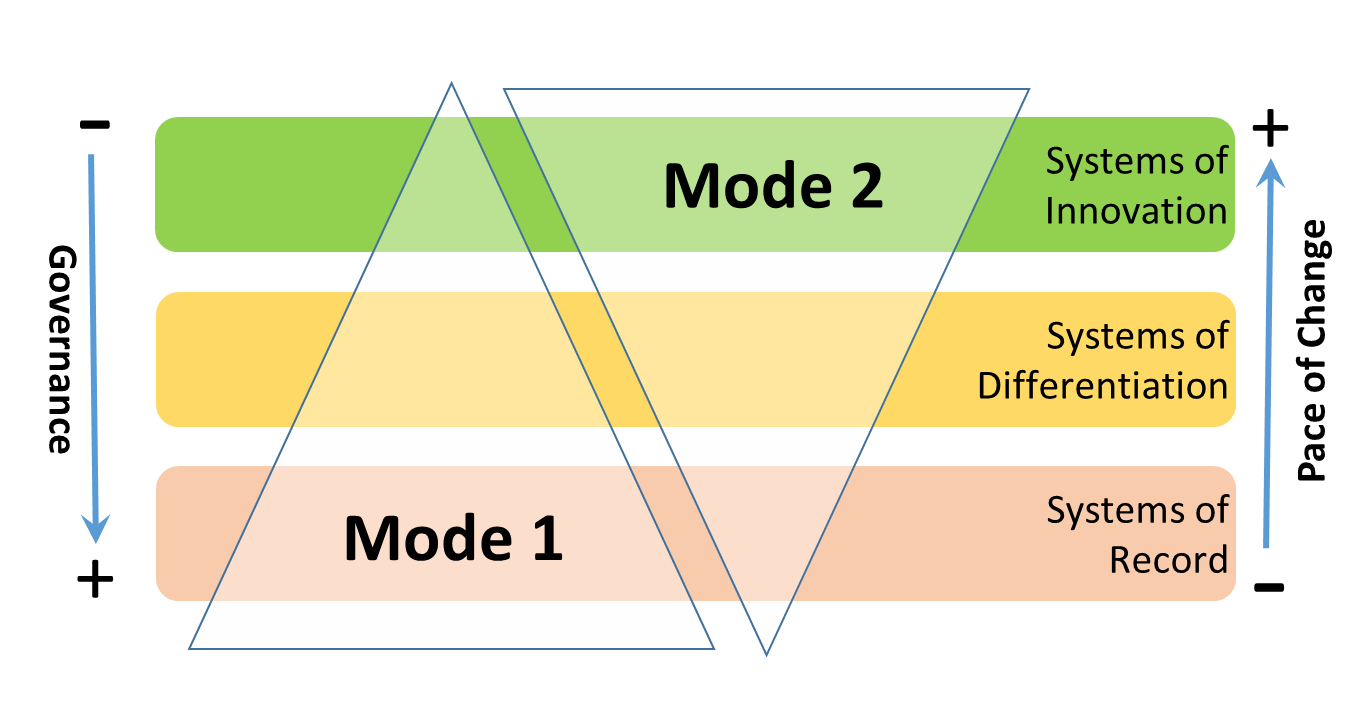 -
+
Mode 2
Systems of
Innovation
Governance
Systems of
Differentiation
Pace of Change
Mode 1
Systems of
Record
+
-